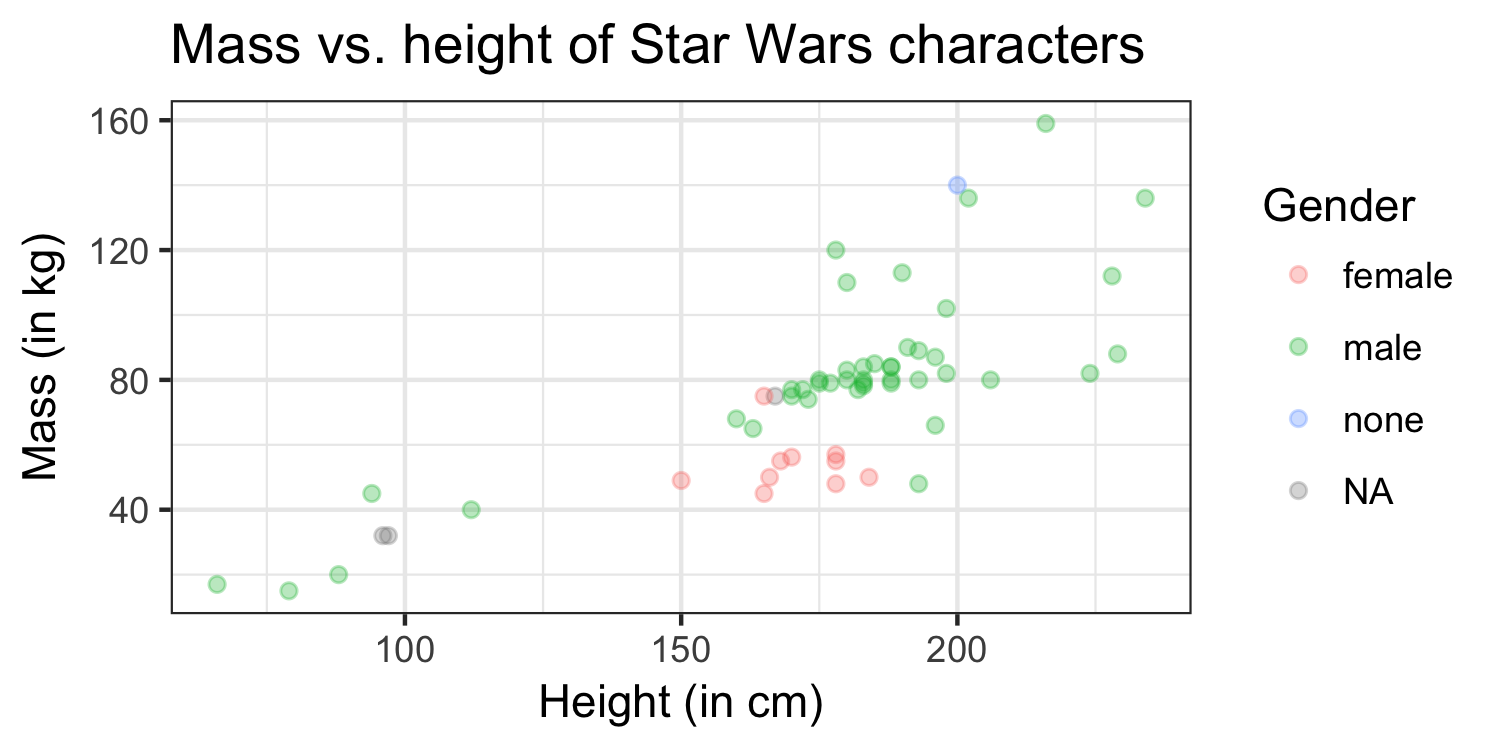 Mass vs. height of Star Wars characters
160
120
80
40
Mass (in kg)
100 150 200
Height (in cm)
Gender
female
male
none
NA